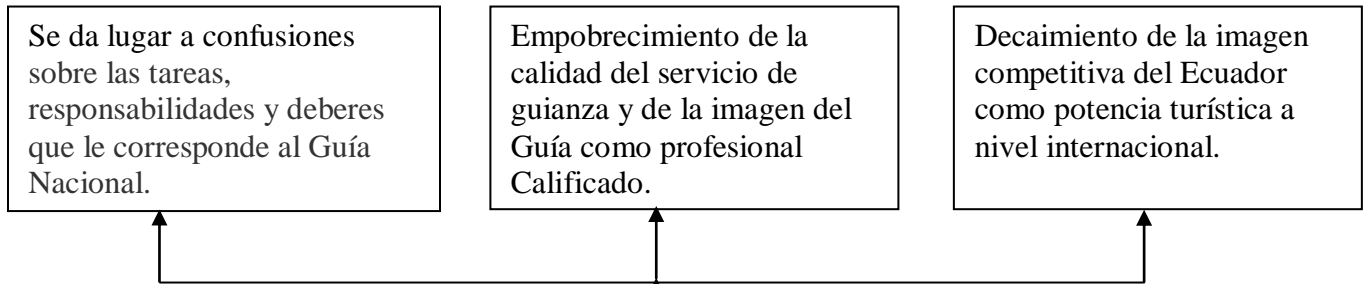 Se da lugar a confusiones
sobre las tareas,
responsabilidades y deberes
que le corresponde al Guía
Nacional.
Empobrecimiento de la
calidad del servicio de
guianza y de la imagen del
Guía como profesional
Calificado.
Decaimiento de la imagen
competitiva del Ecuador
como potencia turística a
nivel internacional.